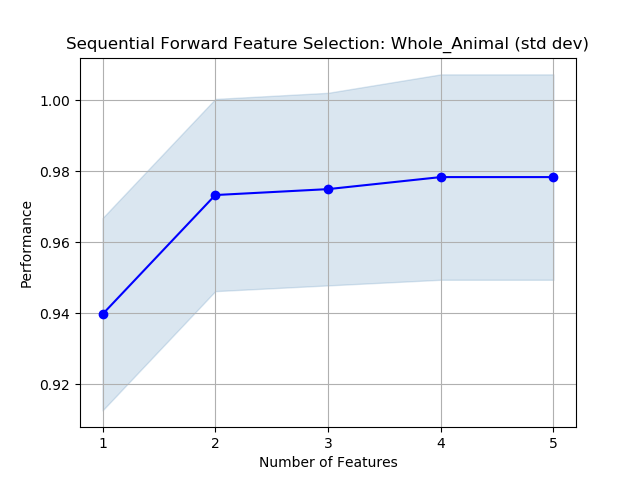 Sequential Forward Feature Selection: Whole_Animal (std dev)
1.00
0.98
0.96
0.94
0.92
Performance
1 2 3 4 5
Number of Features